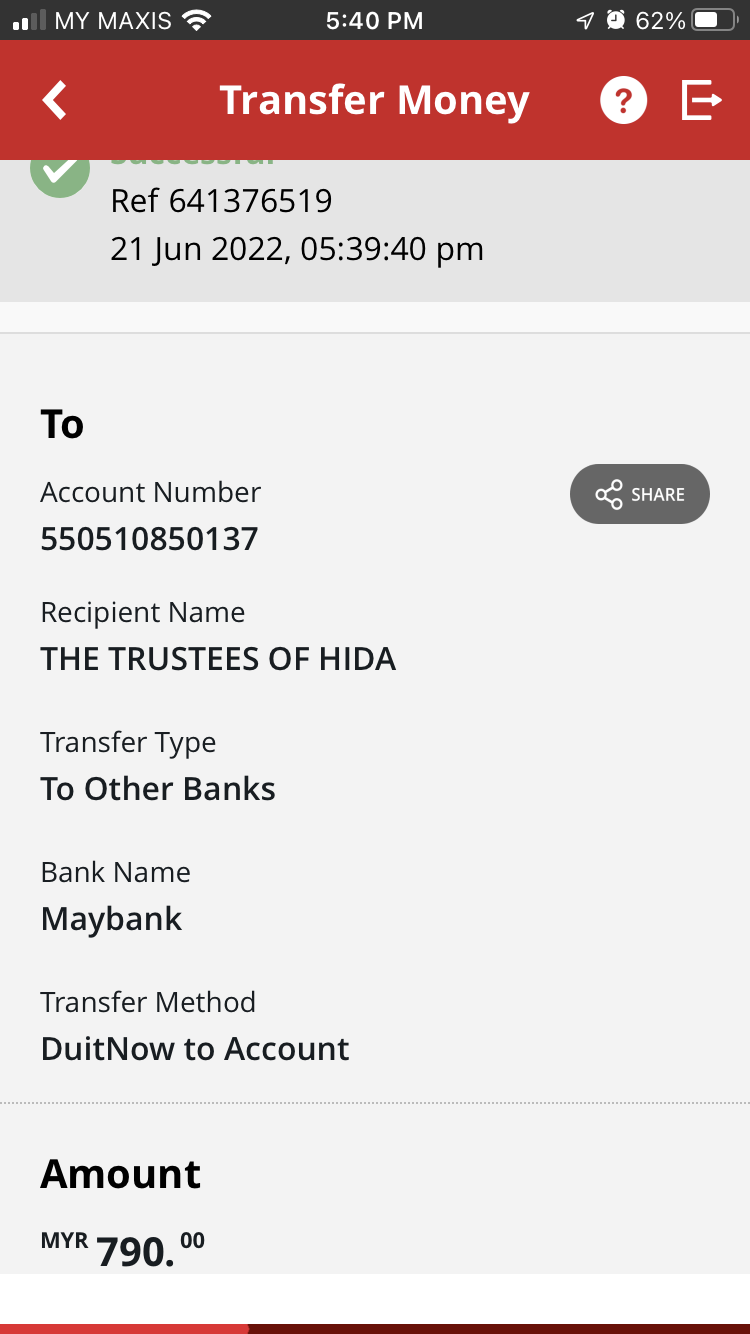 MY MAXIS 5:40 PM 62%
Transfer Money ?
Successful
Ref 641376519
21 Jun 2022, 05:39:40 pm
To
Account Number
SHARE
550510850137
Recipient Name
THE TRUSTEES OF HIDA
Transfer Type
To Other Banks
Bank Name
Maybank
Transfer Method
DuitNow to Account
Amount
MYR 790.00